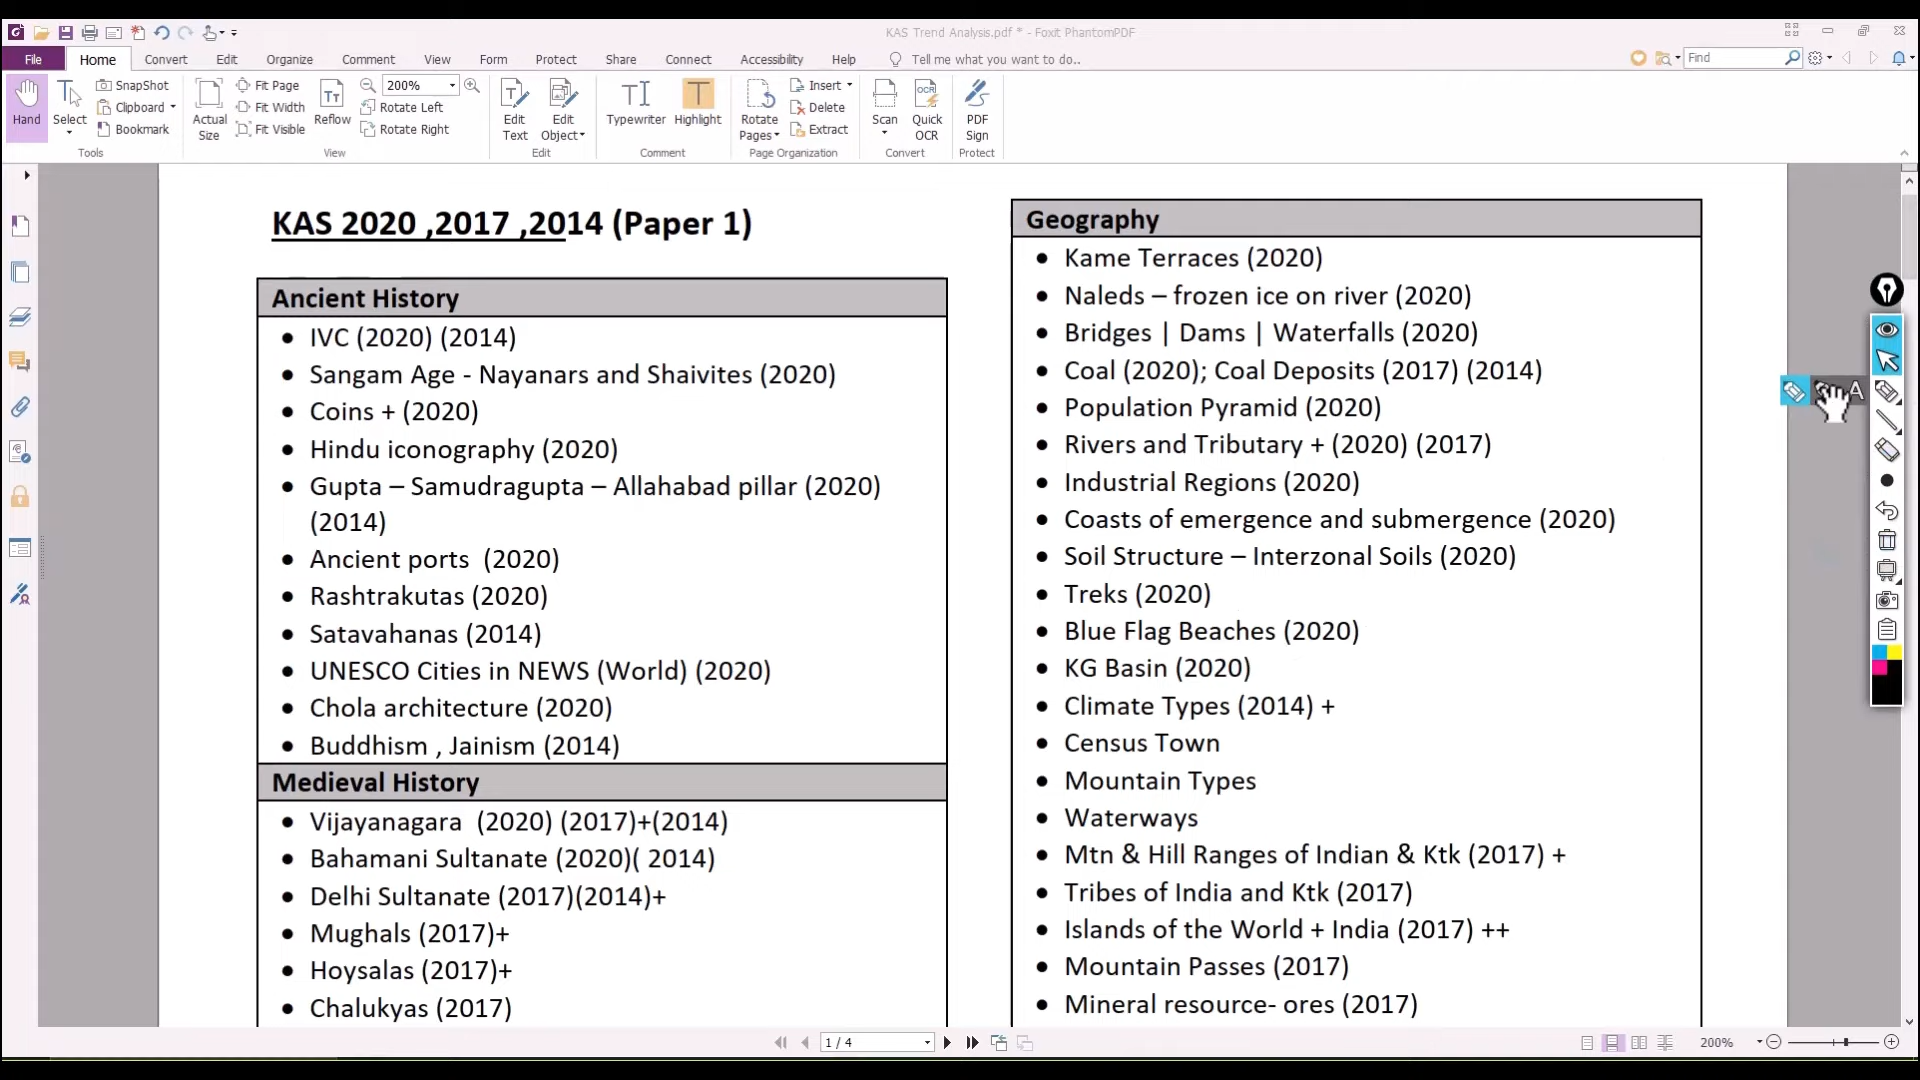 KAS Trend Analysis.pdf * - Foxit PhantomPDF
File Home Convert Edit Organize Comment View Form Protect Share Connect Accessibility Help Tell me what you want to do.. Find
Hand
Select
SnapShot
Clipboard
Bookmark
Tools
Actual Size
Fit Page
Fit Width
Fit Visible
Reflow
200%
Rotate Left
Rotate Right
View
Edit Text
Edit Object
Edit
Typewriter
Highlight
Comment
Rotate Pages
Insert
Delete
Extract
Page Organization
Scan
Quick OCR
Convert
PDF Sign
Protect
KAS 2020 ,2017 ,2014 (Paper 1)
Ancient History
• IVC (2020) (2014)
• Sangam Age - Nayanars and Shaivites (2020)
• Coins + (2020)
• Hindu iconography (2020)
• Gupta – Samudragupta – Allahabad pillar (2020)
(2014)
• Ancient ports (2020)
• Rashtrakutas (2020)
• Satavahanas (2014)
• UNESCO Cities in NEWS (World) (2020)
• Chola architecture (2020)
• Buddhism , Jainism (2014)
Medieval History
• Vijayanagara (2020) (2017)+(2014)
• Bahamani Sultanate (2020)( 2014)
• Delhi Sultanate (2017)(2014)+
• Mughals (2017)+
• Hoysalas (2017)+
• Chalukyas (2017)
Geography
• Kame Terraces (2020)
• Naleds – frozen ice on river (2020)
• Bridges | Dams | Waterfalls (2020)
• Coal (2020); Coal Deposits (2017) (2014)
• Population Pyramid (2020)
• Rivers and Tributary + (2020) (2017)
• Industrial Regions (2020)
• Coasts of emergence and submergence (2020)
• Soil Structure – Interzonal Soils (2020)
• Treks (2020)
• Blue Flag Beaches (2020)
• KG Basin (2020)
• Climate Types (2014) +
• Census Town
• Mountain Types
• Waterways
• Mtn & Hill Ranges of Indian & Ktk (2017) +
• Tribes of India and Ktk (2017)
• Islands of the World + India (2017) ++
• Mountain Passes (2017)
• Mineral resource- ores (2017)
A
1 / 4
200%